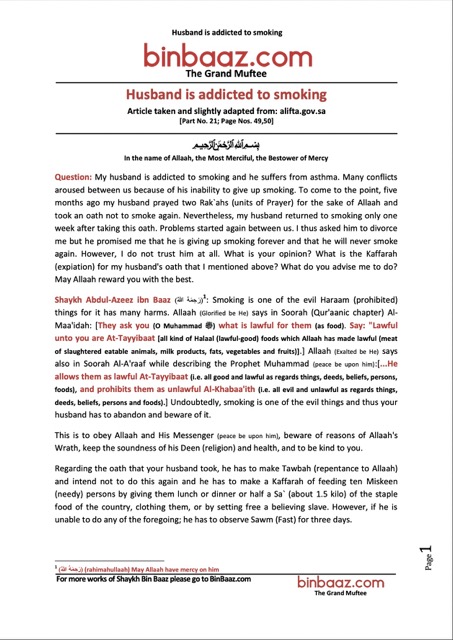 Husband is addicted to smoking
binbaaz.com
The Grand Muftee
Husband is addicted to smoking
Article taken and slightly adapted from: alifta.gov.sa
[Part No. 21; Page Nos. 49,50]
بِسْمِ اللَّهِ الرَّحْمَنِ الرَّحِيمِ
In the name of Allaah, the Most Merciful, the Bestower of Mercy
Question: My husband is addicted to smoking and he suffers from asthma. Many conflicts
aroused between us because of his inability to give up smoking. To come to the point, five
months ago my husband prayed two Rak`ahs (units of Prayer) for the sake of Allaah and
took an oath not to smoke again. Nevertheless, my husband returned to smoking only one
week after taking this oath. Problems started again between us. I thus asked him to divorce
me but he promised me that he is giving up smoking forever and that he will never smoke
again. However, I do not trust him at all. What is your opinion? What is the Kaffarah
(expiation) for my husband's oath that I mentioned above? What do you advise me to do?
May Allaah reward you with the best.
Shaykh Abdul-Azeez ibn Baaz (رَحِمَهُ اللهُ)1: Smoking is one of the evil Haraam (prohibited)
things for it has many harms. Allaah (Glorified be He) says in Soorah (Qur'aanic chapter) Al-
Maa'idah: [They ask you (O Muhammad ﷺ) what is lawful for them (as food). Say: "Lawful
unto you are At-Tayyibaat [all kind of Halaal (lawful-good) foods which Allaah has made lawful (meat
of slaughtered eatable animals, milk products, fats, vegetables and fruits)].] Allaah (Exalted be He) says
also in Soorah Al-A'raaf while describing the Prophet Muhammad (peace be upon him):[...He
allows them as lawful At-Tayyibaat (i.e. all good and lawful as regards things, deeds, beliefs, persons,
foods), and prohibits them as unlawful Al-Khabaa'ith (i.e. all evil and unlawful as regards things,
deeds, beliefs, persons and foods).] Undoubtedly, smoking is one of the evil things and thus your
husband has to abandon and beware of it.
This is to obey Allaah and His Messenger (peace be upon him), beware of reasons of Allaah's
Wrath, keep the soundness of his Deen (religion) and health, and to be kind to you.
Regarding the oath that your husband took, he has to make Tawbah (repentance to Allaah)
and intend not to do this again and he has to make a Kaffarah of feeding ten Miskeen
(needy) persons by giving them lunch or dinner or half a Sa` (about 1.5 kilo) of the staple
food of the country, clothing them, or by setting free a believing slave. However, if he is
unable to do any of the foregoing; he has to observe Sawm (Fast) for three days.
Page 1
1 (رَحِمَهُ اللهُ) (rahimahullaah) May Allaah have mercy on him
For more works of Shaykh Bin Baaz please go to BinBaaz.com
binbaaz.com
The Grand Muftee